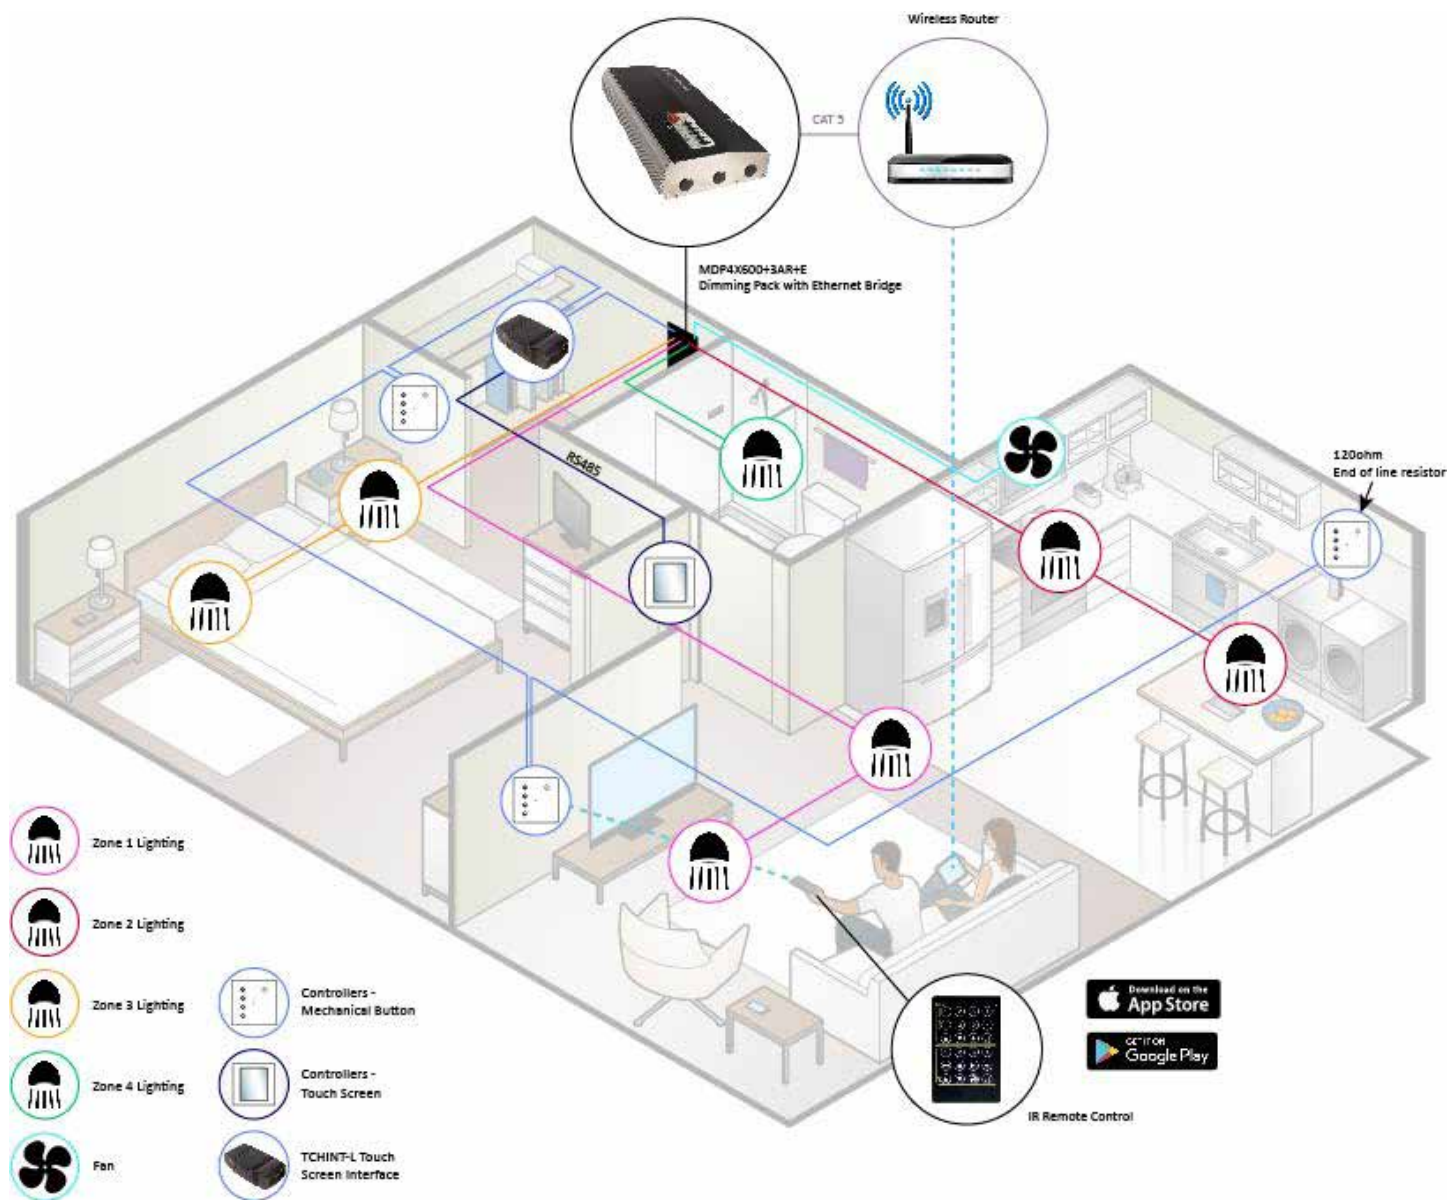 Wireless Router
CAT 5
MDP4X600+3AR+E
Dimming Pack with Ethernet Bridge
120ohm
End of line resistor
RS485
Zone 1 Lighting
Zone 2 Lighting
Zone 3 Lighting
Zone 4 Lighting
Fan
Controllers -
Mechanical Button
Controllers -
Touch Screen
TCHINT-L Touch
Screen Interface
IR Remote Control
Download on the
App Store
GET IT ON
Google Play